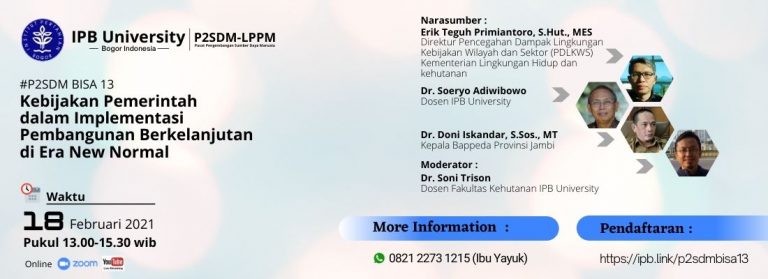 IPB University
Bogor Indonesia
P2SDM-LPPM
Pusat Pengembangan Sumber Daya Manusia
#P2SDM BISA 13
Kebijakan Pemerintah
dalam Implementasi
Pembangunan Berkelanjutan
di Era New Normal
Waktu
18 Februari 2021
Pukul 13.00-15.30 wib
Online zoom YouTube
Live Streaming
Narasumber :
Erik Teguh Primiantoro, S.Hut., MES
Direktur Pencegahan Dampak Lingkungan
Kebijakan Wilayah dan Sektor (PDLKWS)
Kementerian Lingkungan Hidup dan
kehutanan
Dr. Soeryo Adiwibowo
Dosen IPB University
Dr. Doni Iskandar, S.Sos., MT
Kepala Bappeda Provinsi Jambi
Moderator :
Dr. Soni Trison
Dosen Fakultas Kehutanan IPB University
More Information :
0821 2273 1215 (Ibu Yayuk)
Pendaftaran :
https://ipb.link/p2sdmbisa13